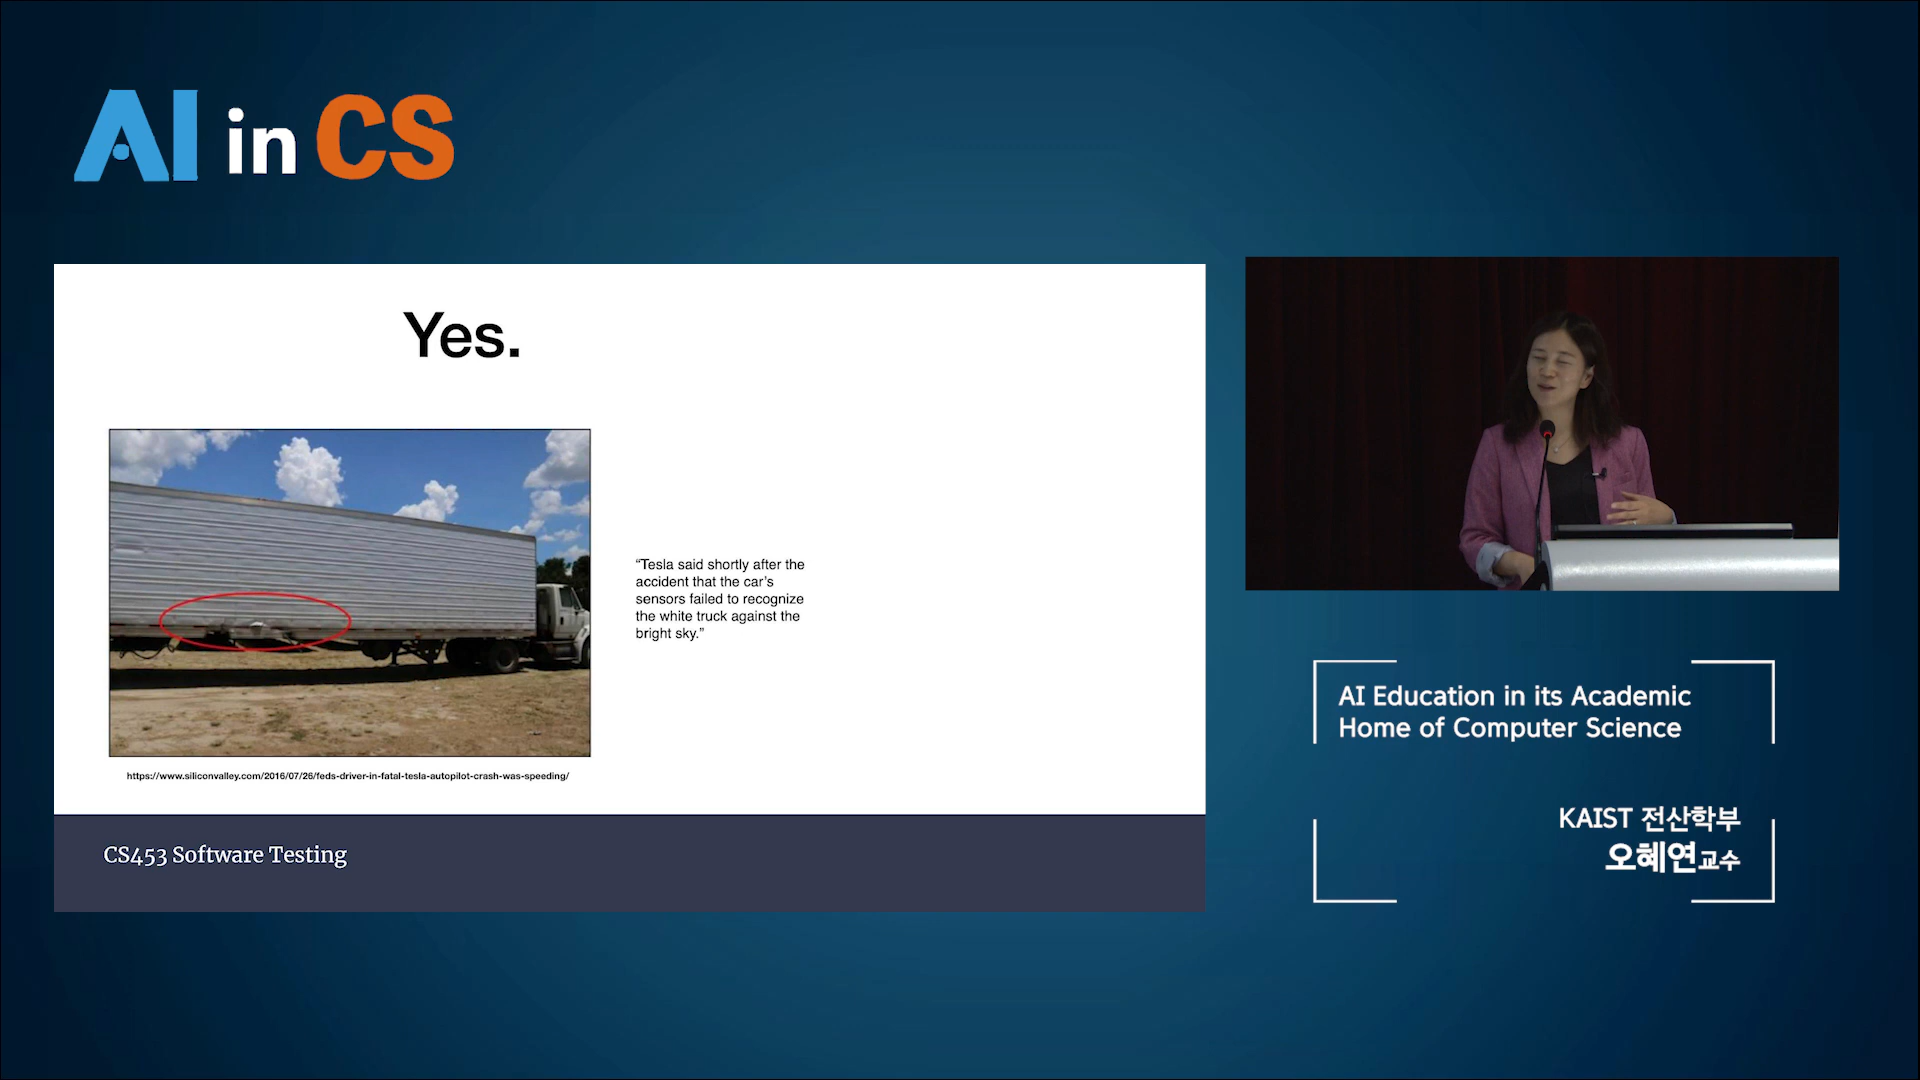 AI in CS
Yes.
“Tesla said shortly after the
accident that the car’s
sensors failed to recognize
the white truck against the
bright sky.”
https://www.siliconvalley.com/2016/07/26/feds-driver-in-fatal-tesla-autopilot-crash-was-speeding/
CS453 Software Testing
AI Education in its Academic
Home of Computer Science
KAIST 전산학부
오혜연교수